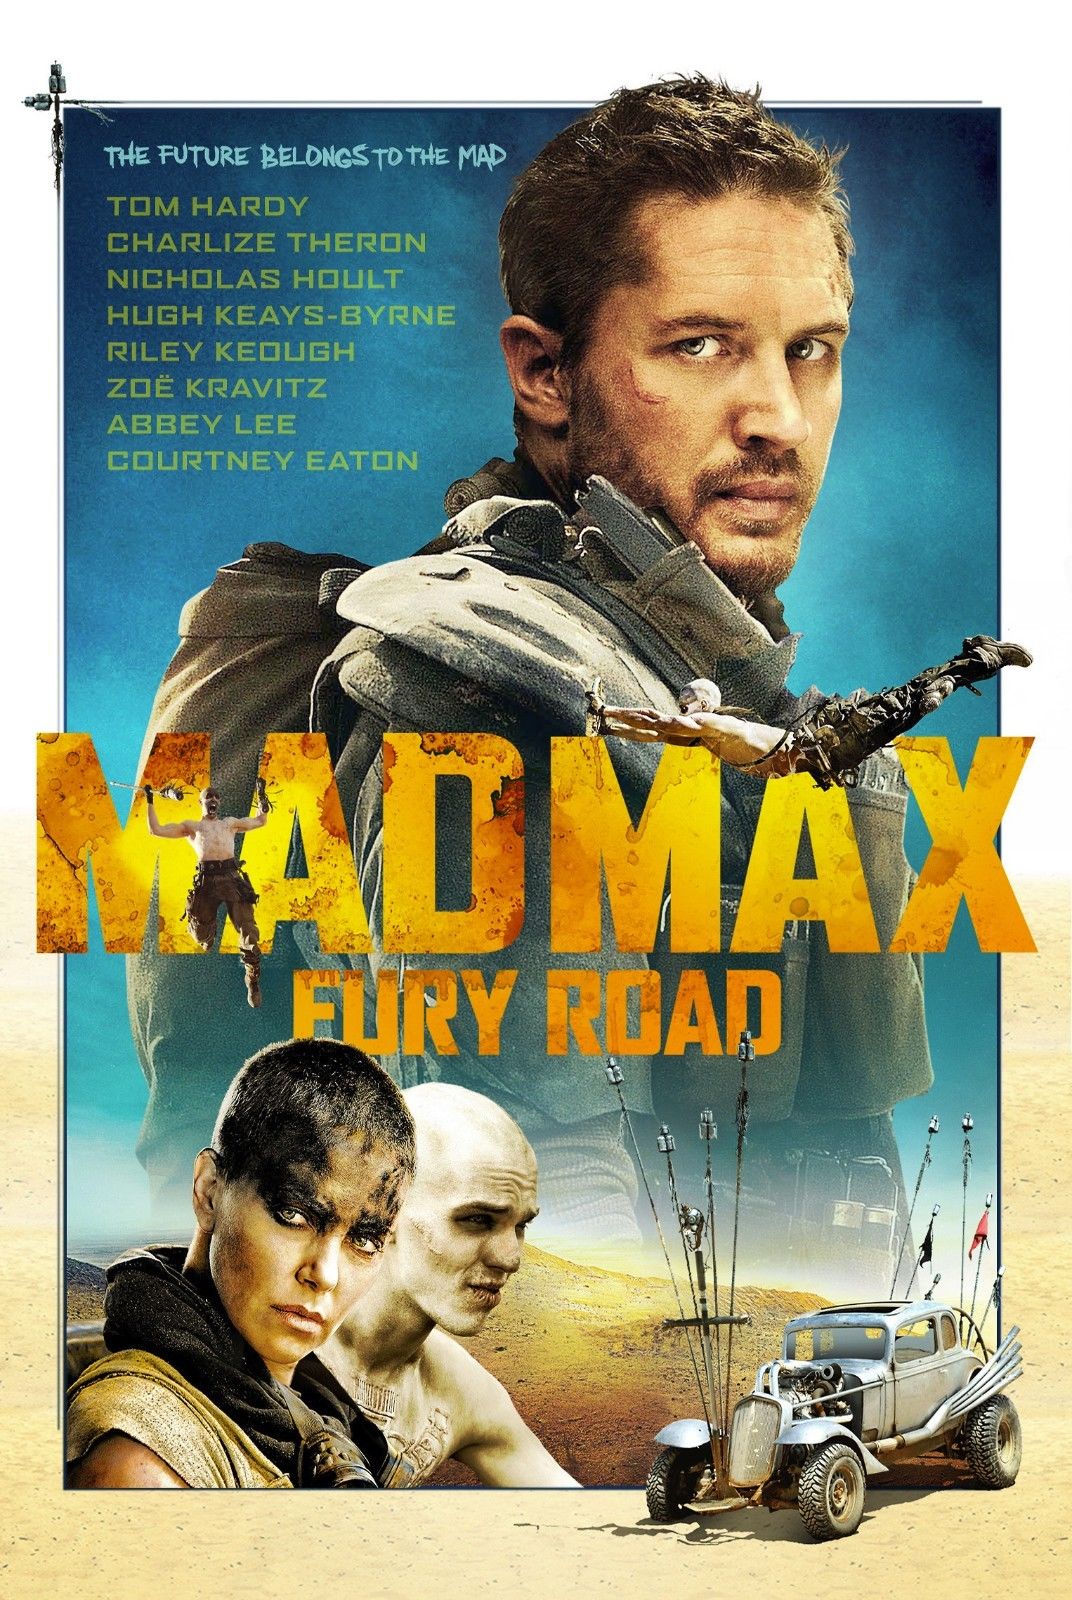 THE FUTURE BELONGS TO THE MAD
TOM HARDY
CHARLIZE THERON
NICHOLAS HOULT
HUGH KEAYS-BYRNE
RILEY KEOUGH
ZOË KRAVITZ
ABBEY LEE
COURTNEY EATON
MAD MAX
FURY ROAD